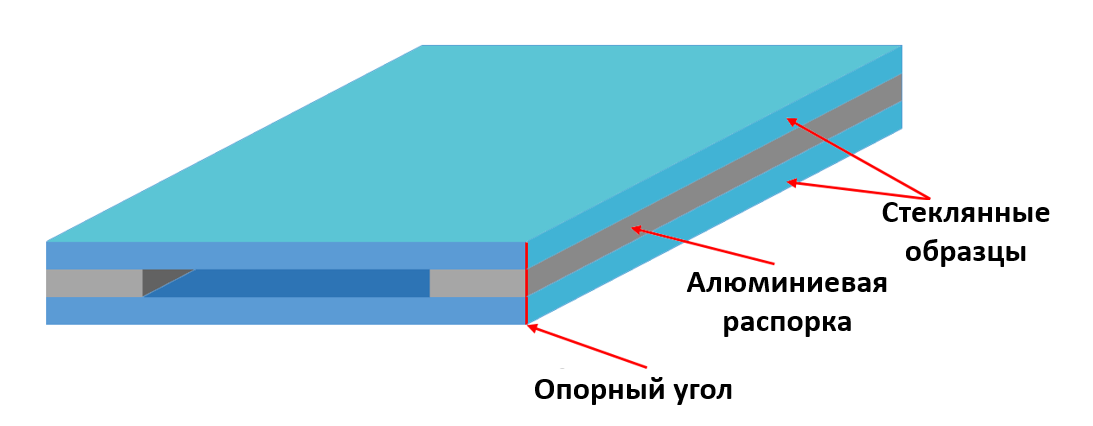 Стеклянные
образцы
Алюминиевая
распорка
Опорный угол